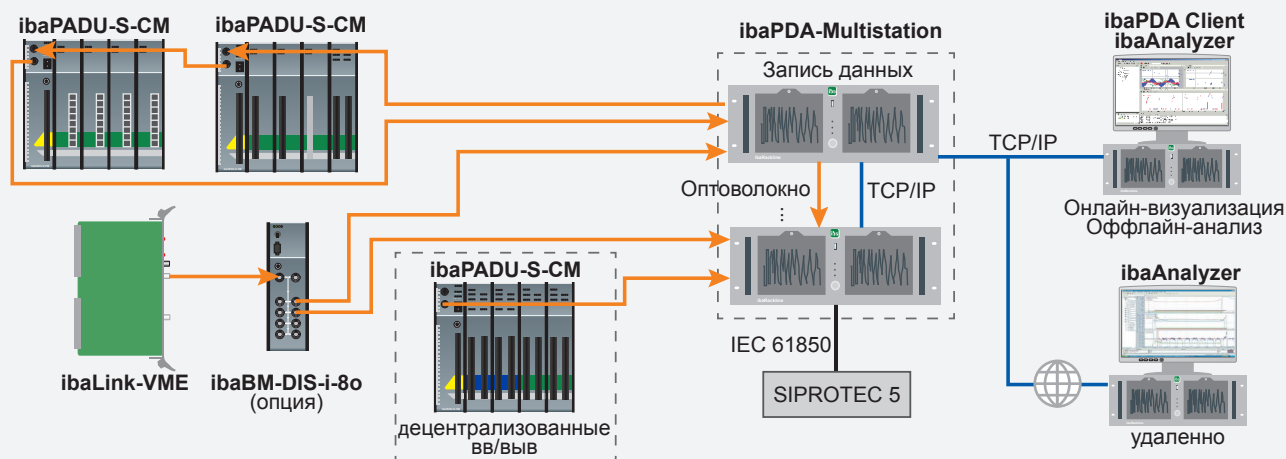 ibaPADU-S-CM
ibaPADU-S-CM
ibaPDA-Multistation
Запись данных
Оптоволокно
...
TCP/IP
TCP/IP
ibaPDA Client
ibaAnalyzer
Онлайн-визуализация
Оффлайн-анализ
ibaLink-VME
ibaBM-DIS-i-8o
(опция)
ibaPADU-S-CM
децентрализованные
вв/выв
IEC 61850
SIPROTEC 5
ibaAnalyzer
удаленно